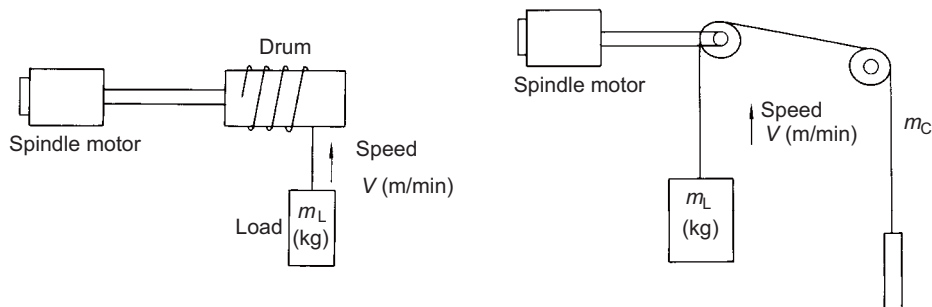 Drum
Spindle motor
Speed
V (m/min)
Load
mL
(kg)
Spindle motor
Speed
V (m/min)
mC
mL
(kg)